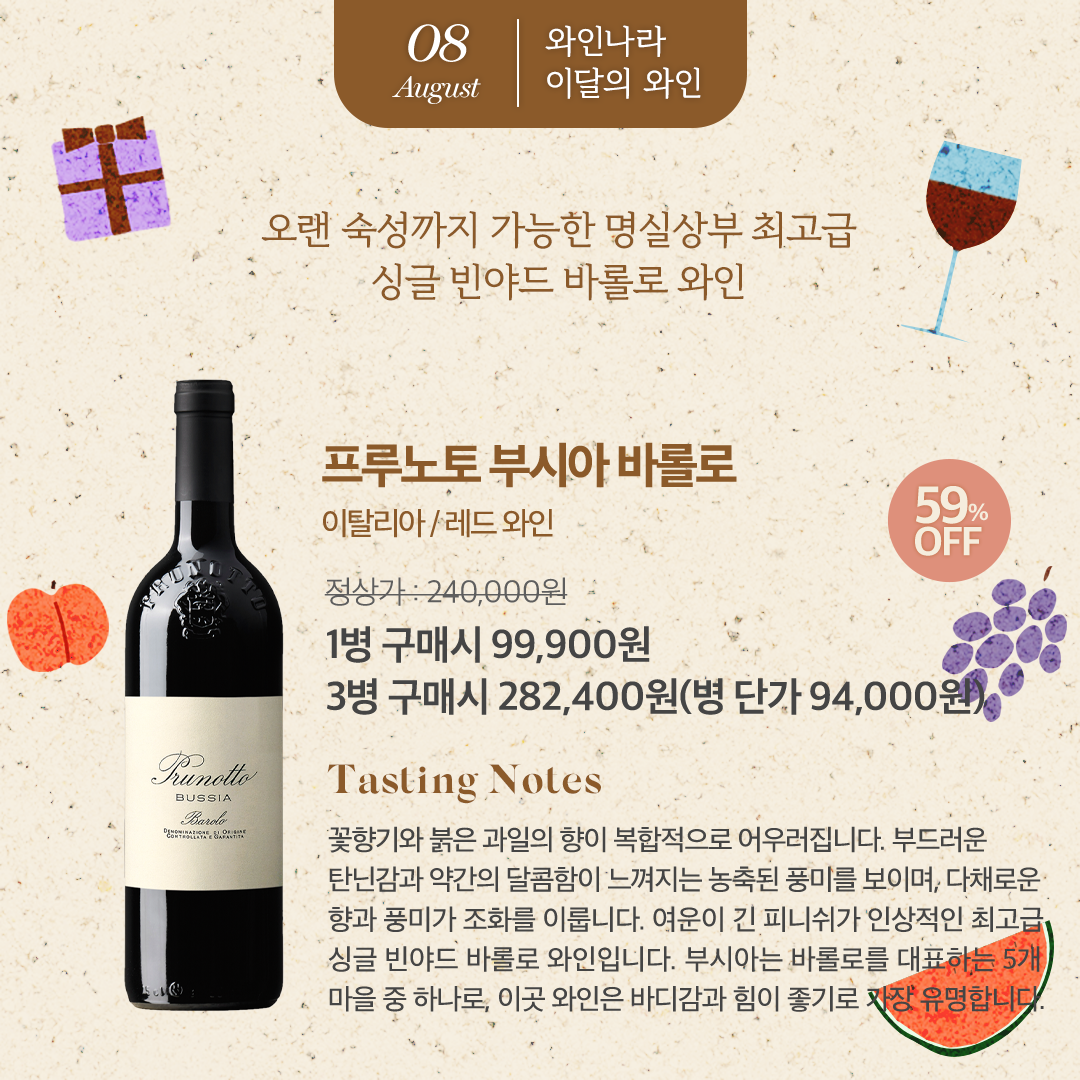 08
August
와인나라
이달의 와인
오랜 숙성까지 가능한 명실상부 최고급
싱글 빈야드 바롤로 와인
프루노토 부시아 바롤로
이탈리아 / 레드 와인
59%
OFF
정상가 : 240,000원
1병 구매시 99,900원
3병 구매시 282,400원(병 단가 94,000원)
PRUNOTTO
Prunotto
BUSSIA
Barolo
DENOMINAZIONE DI ORIGINE
CONTROLLATA E GARANTITA
Tasting Notes
꽃향기와 붉은 과일의 향이 복합적으로 어우러집니다. 부드러운
탄닌감과 약간의 달콤함이 느껴지는 농축된 풍미를 보이며, 다채로운
향과 풍미가 조화를 이룹니다. 여운이 긴 피니쉬가 인상적인 최고급
싱글 빈야드 바롤로 와인입니다. 부시아는 바롤로를 대표하는 5개
마을 중 하나로, 이곳 와인은 바디감과 힘이 좋기로 가장 유명합니다.